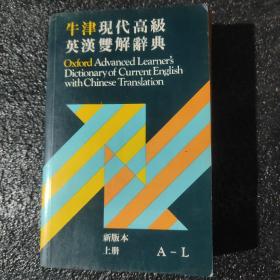 牛津現代高級
英漢雙解辭典
Oxford Advanced Learner's
Dictionary of Current English
with Chinese Translation
新版本
上册 A – L